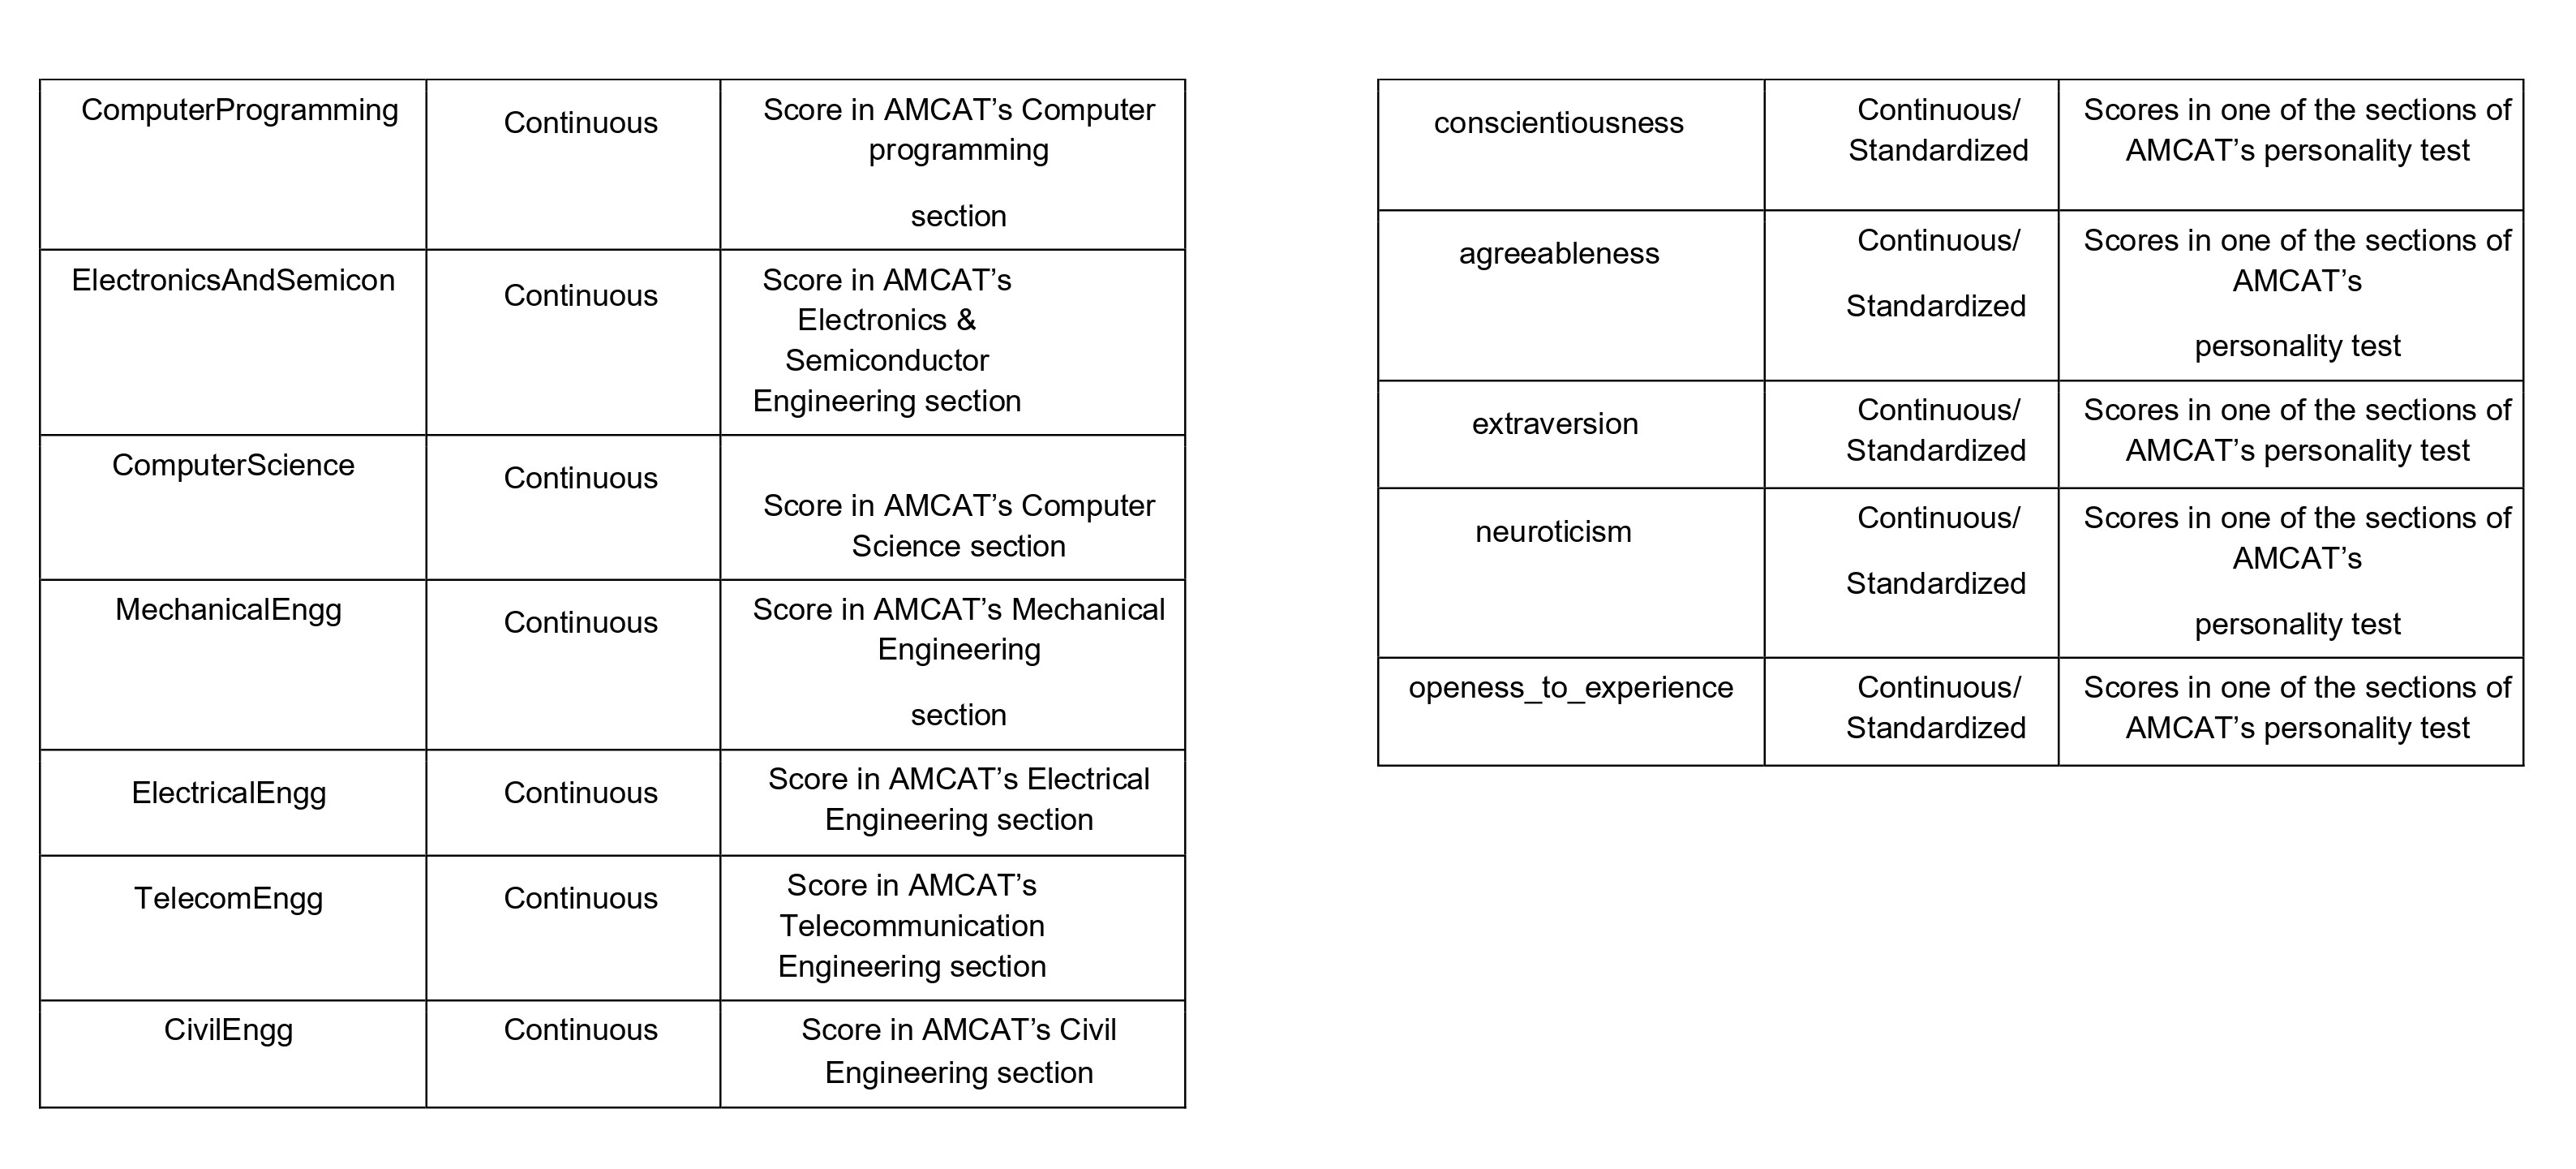 ComputerProgramming
Continuous
Score in AMCAT’s Computer
programming
section
ElectronicsAndSemicon
Continuous
Score in AMCAT’s
Electronics &
Semiconductor
Engineering section
ComputerScience
Continuous
Score in AMCAT’s Computer
Science section
MechanicalEngg
Continuous
Score in AMCAT’s Mechanical
Engineering
section
ElectricalEngg
Continuous
Score in AMCAT’s Electrical
Engineering section
TelecomEngg
Continuous
Score in AMCAT’s
Telecommunication
Engineering section
CivilEngg
Continuous
Score in AMCAT’s Civil
Engineering section
conscientiousness
Continuous/
Standardized
Scores in one of the sections of
AMCAT’s personality test
agreeableness
Continuous/
Standardized
Scores in one of the sections of
AMCAT’s
personality test
extraversion
Continuous/
Standardized
Scores in one of the sections of
AMCAT’s personality test
neuroticism
Continuous/
Standardized
Scores in one of the sections of
AMCAT’s
personality test
openess_to_experience
Continuous/
Standardized
Scores in one of the sections of
AMCAT’s personality test